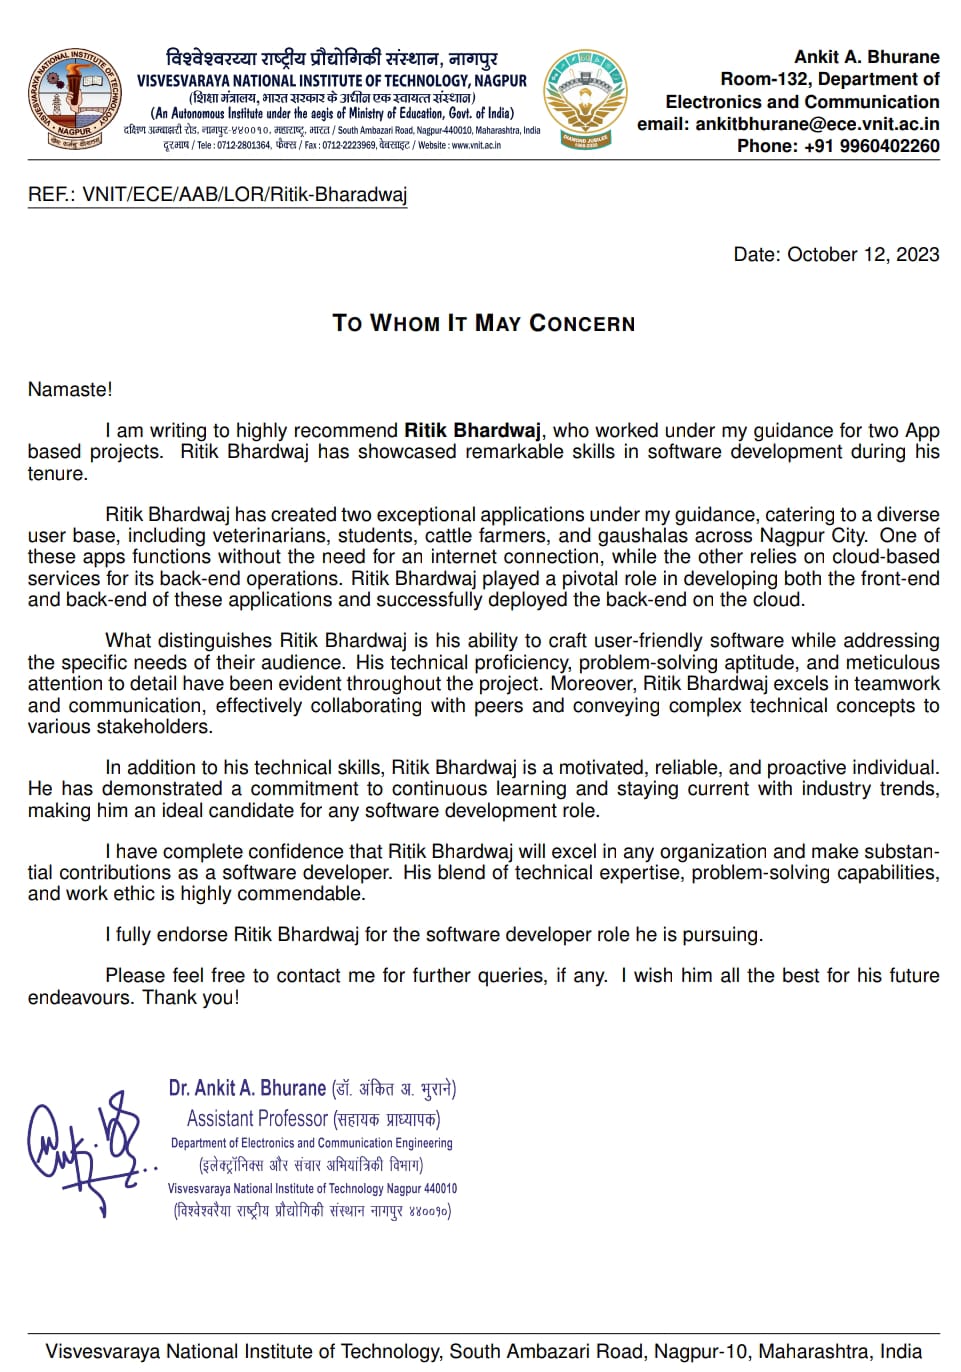 विश्वेश्वरय्या राष्ट्रीय प्रौद्योगिकी संस्थान, नागपुर
VISVESVARAYA NATIONAL INSTITUTE OF TECHNOLOGY, NAGPUR
(शिक्षा मंत्रालय, भारत सरकार के अधीन एक स्वायत्त संस्थान)
(An Autonomous Institute under the aegis of Ministry of Education, Govt. of India)
दक्षिण अम्बाझरी रोड, नागपुर-४४००१०, महाराष्ट्र, भारत / South Ambazari Road, Nagpur-440010, Maharashtra, India
दूरभाष / Tele : 0712-2801364, फॅक्स / Fax : 0712-2223969, वेबसाइट / Website : www.vnit.ac.in
VISVESVARAYA NATIONAL INSTITUTE OF TECHNOLOGY
NAGPUR
DIAMOND JUBILEE
1960-2020
Ankit A. Bhurane
Room-132, Department of
Electronics and Communication
email: ankitbhurane@ece.vnit.ac.in
Phone: +91 9960402260
REF.: VNIT/ECE/AAB/LOR/Ritik-Bharadwaj
Date: October 12, 2023
TO WHOM IT MAY CONCERN
Namaste!
I am writing to highly recommend Ritik Bhardwaj, who worked under my guidance for two App
based projects. Ritik Bhardwaj has showcased remarkable skills in software development during his
tenure.
Ritik Bhardwaj has created two exceptional applications under my guidance, catering to a diverse
user base, including veterinarians, students, cattle farmers, and gaushalas across Nagpur City. One of
these apps functions without the need for an internet connection, while the other relies on cloud-based
services for its back-end operations. Ritik Bhardwaj played a pivotal role in developing both the front-end
and back-end of these applications and successfully deployed the back-end on the cloud.
What distinguishes Ritik Bhardwaj is his ability to craft user-friendly software while addressing
the specific needs of their audience. His technical proficiency, problem-solving aptitude, and meticulous
attention to detail have been evident throughout the project. Moreover, Ritik Bhardwaj excels in teamwork
and communication, effectively collaborating with peers and conveying complex technical concepts to
various stakeholders.
In addition to his technical skills, Ritik Bhardwaj is a motivated, reliable, and proactive individual.
He has demonstrated a commitment to continuous learning and staying current with industry trends,
making him an ideal candidate for any software development role.
I have complete confidence that Ritik Bhardwaj will excel in any organization and make substan-
tial contributions as a software developer. His blend of technical expertise, problem-solving capabilities,
and work ethic is highly commendable.
I fully endorse Ritik Bhardwaj for the software developer role he is pursuing.
Please feel free to contact me for further queries, if any. I wish him all the best for his future
endeavours. Thank you!
Dr. Ankit A. Bhurane (डॉ. अंकित अ. भुराने)
Assistant Professor (सहायक प्राध्यापक)
Department of Electronics and Communication Engineering
(इलेक्ट्रॉनिक्स और संचार अभियांत्रिकी विभाग)
Visvesvaraya National Institute of Technology Nagpur 440010
(विश्वेश्वरैया राष्ट्रीय प्रौद्योगिकी संस्थान नागपुर ४४००१०)
Visvesvaraya National Institute of Technology, South Ambazari Road, Nagpur-10, Maharashtra, India